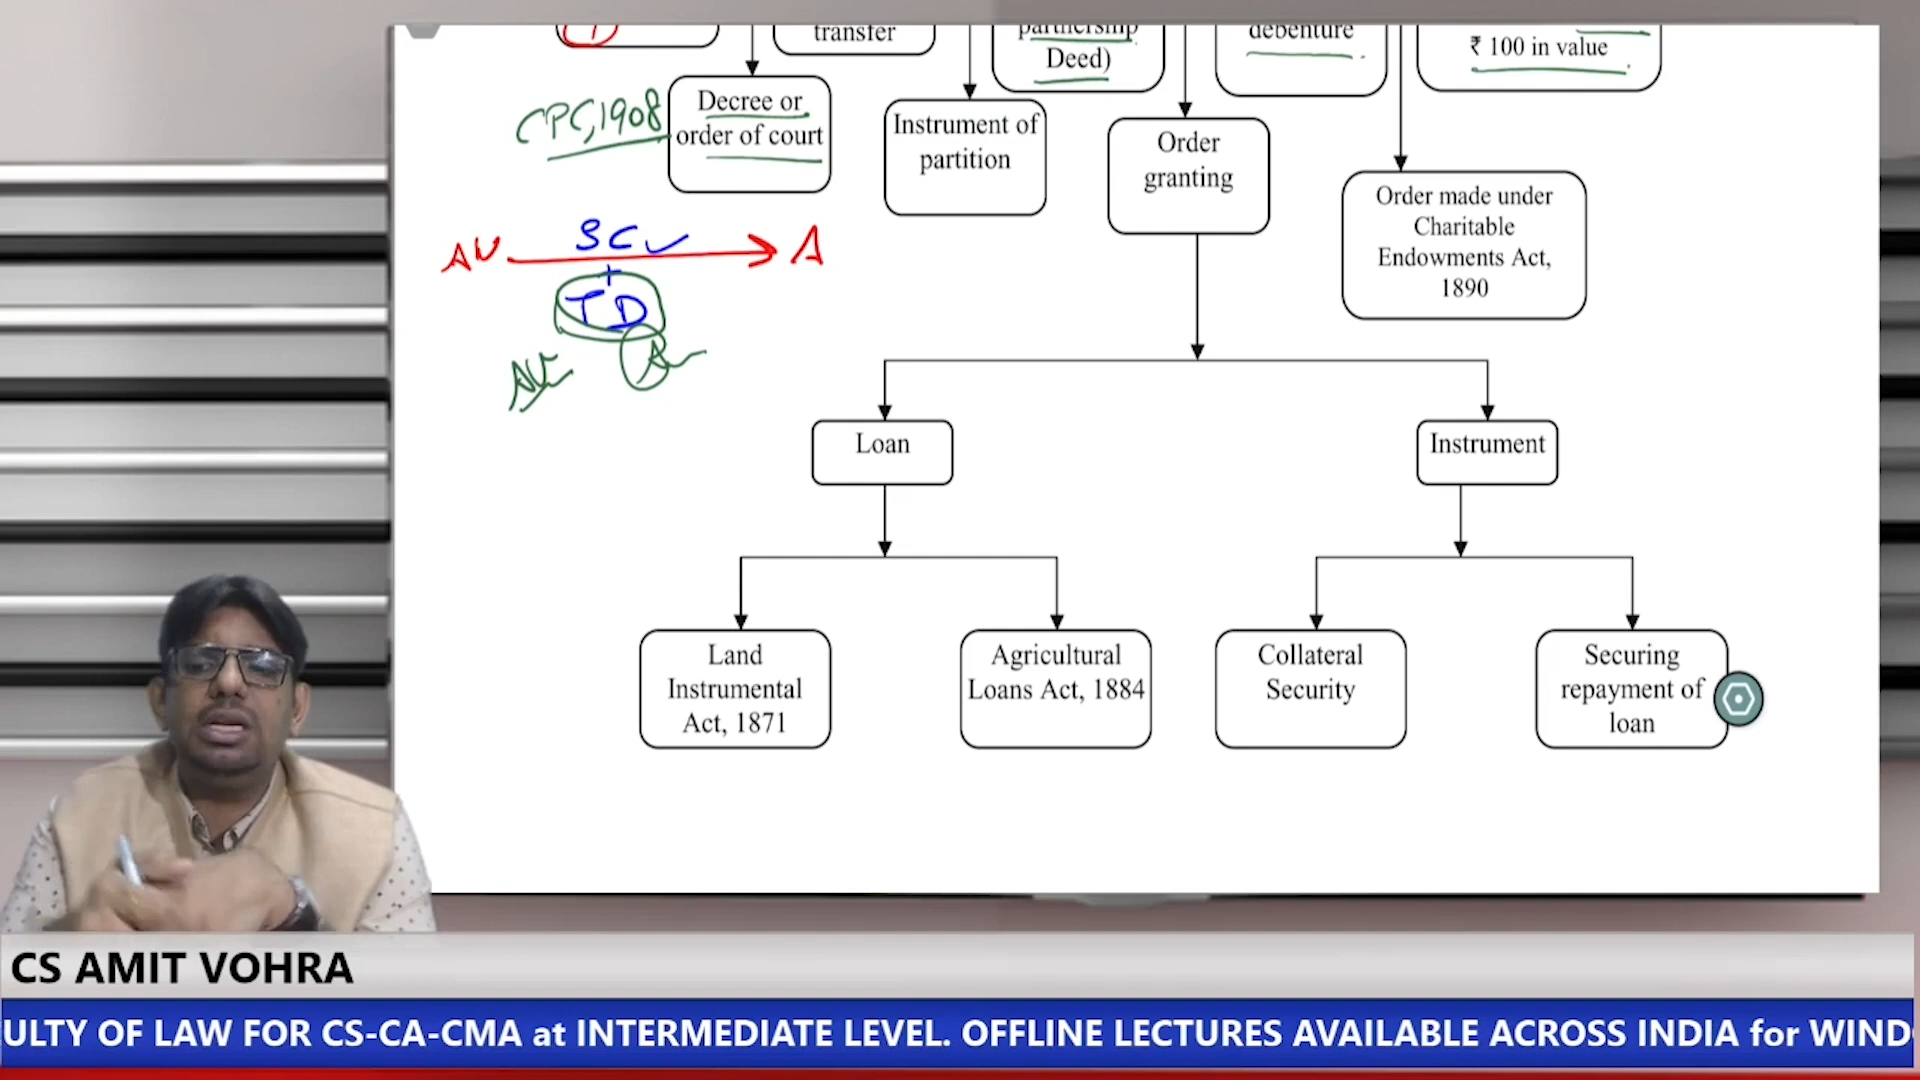 transfer
partnership
Deed)
debenture
₹ 100 in value
CPC, 1908
Decree or
order of court
Instrument of
partition
Order
granting
Order made under
Charitable
Endowments Act,
1890
AV
SC
A
+
TD
AV
A
Loan
Instrument
Land
Instrumental
Act, 1871
Agricultural
Loans Act, 1884
Collateral
Security
Securing
repayment of
loan
CS AMIT VOHRA
ULTY OF LAW FOR CS-CA-CMA at INTERMEDIATE LEVEL. OFFLINE LECTURES AVAILABLE ACROSS INDIA for WIND